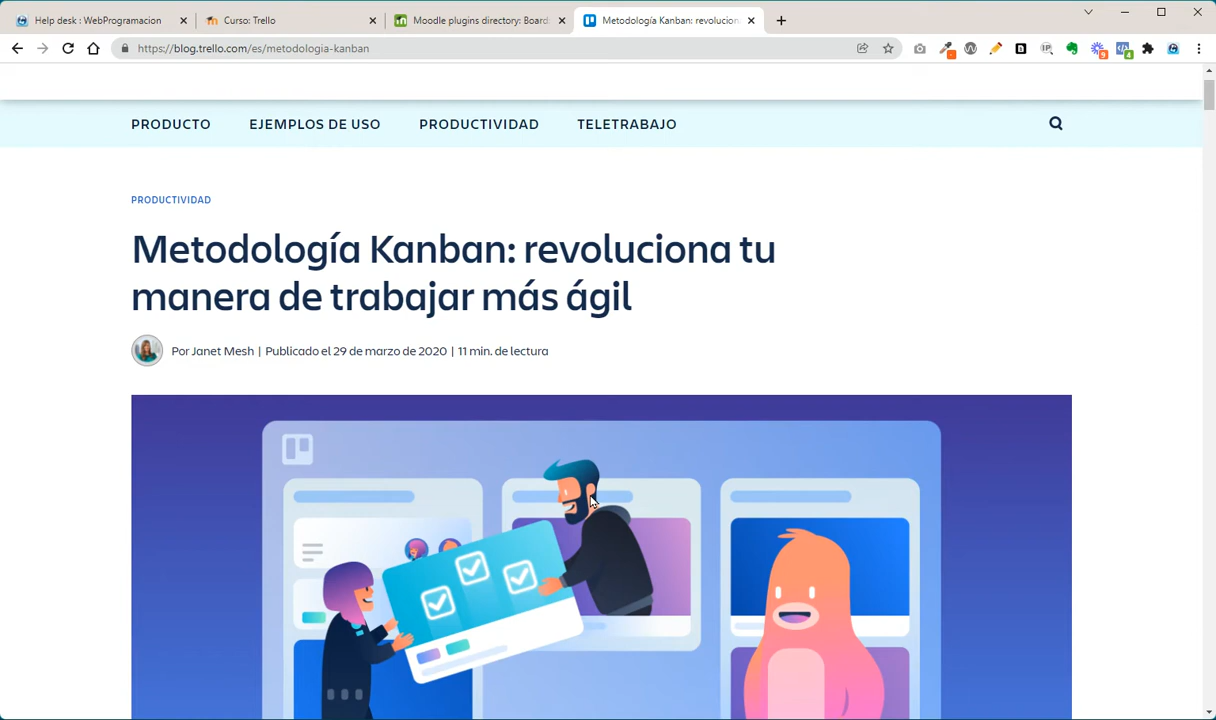 Help desk : WebProgramacion
Curso: Trello
Moodle plugins directory: Board
Metodología Kanban: revolucion
https://blog.trello.com/es/metodologia-kanban
9
4
PRODUCTO
EJEMPLOS DE USO
PRODUCTIVIDAD
TELETRABAJO
PRODUCTIVIDAD
Metodología Kanban: revoluciona tu
manera de trabajar más ágil
Por Janet Mesh | Publicado el 29 de marzo de 2020 | 11 min. de lectura